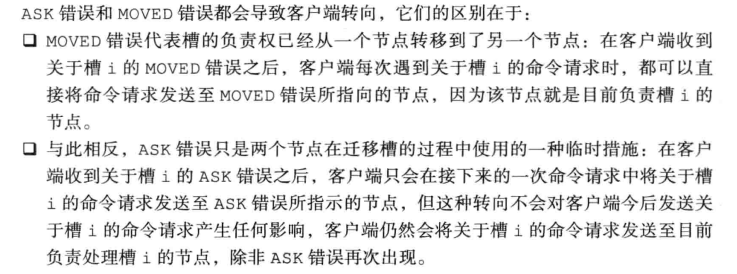 ASK 错误和 MOVED 错误都会导致客户端转向，它们的区别在于：
❑ MOVED 错误代表槽的负责权已经从一个节点转移到了另一个节点：在客户端收到
关于槽 i 的 MOVED 错误之后，客户端每次遇到关于槽 i 的命令请求时，都可以直
接将命令请求发送至 MOVED 错误所指向的节点，因为该节点就是目前负责槽 i 的
节点。
❑ 与此相反，ASK 错误只是两个节点在迁移槽的过程中使用的一种临时措施：在客户
端收到关于槽 i 的 ASK 错误之后，客户端只会在接下来的一次命令请求中将关于槽
i 的命令请求发送至 ASK 错误所指示的节点，但这种转向不会对客户端今后发送关
于槽 i 的命令请求产生任何影响，客户端仍然会将关于槽 i 的命令请求发送至目前
负责处理槽 i 的节点，除非 ASK 错误再次出现。